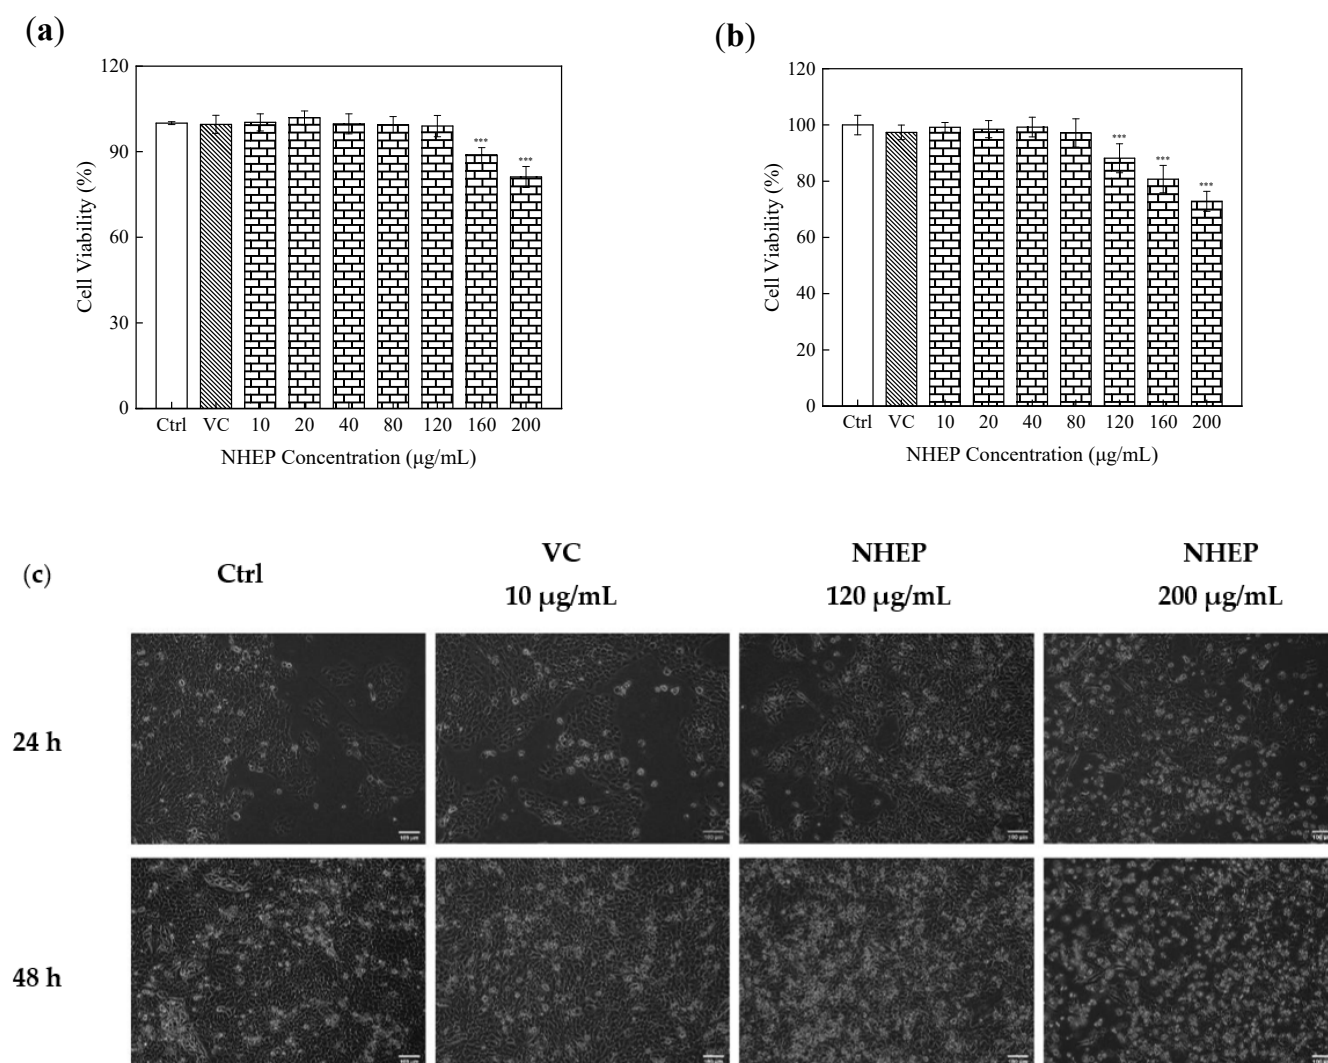 (a)
120
90
60
30
0
Cell Viability (%)
*** ***
Ctrl VC 10 20 40 80 120 160 200
NHEP Concentration (μg/mL)
(b)
120
100
80
60
40
20
0
Cell Viability (%)
*** *** ***
Ctrl VC 10 20 40 80 120 160 200
NHEP Concentration (μg/mL)
(c)
Ctrl
VC
10 μg/mL
NHEP
120 μg/mL
NHEP
200 μg/mL
24 h
48 h